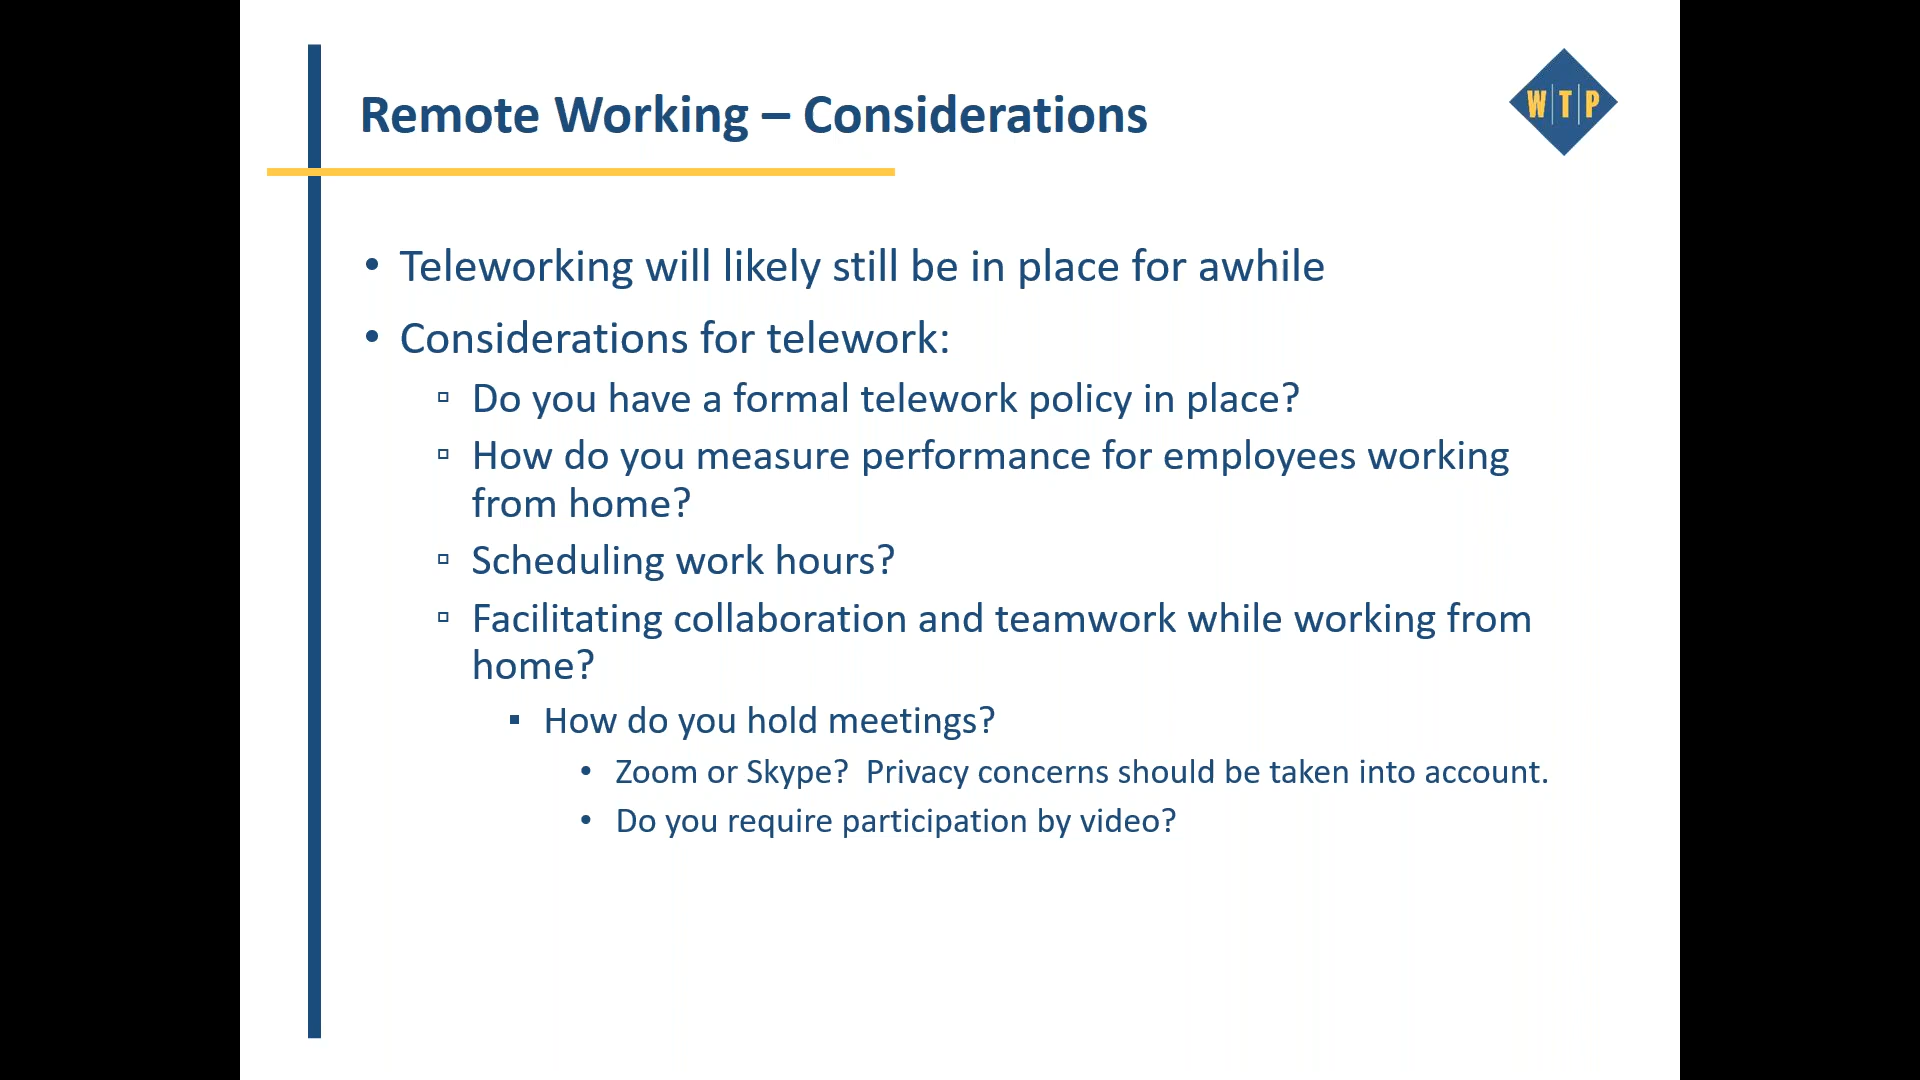 Remote Working – Considerations
W|T|P
• Teleworking will likely still be in place for awhile
• Considerations for telework:
▫ Do you have a formal telework policy in place?
▫ How do you measure performance for employees working
from home?
▫ Scheduling work hours?
▫ Facilitating collaboration and teamwork while working from
home?
▪ How do you hold meetings?
• Zoom or Skype?  Privacy concerns should be taken into account.
• Do you require participation by video?